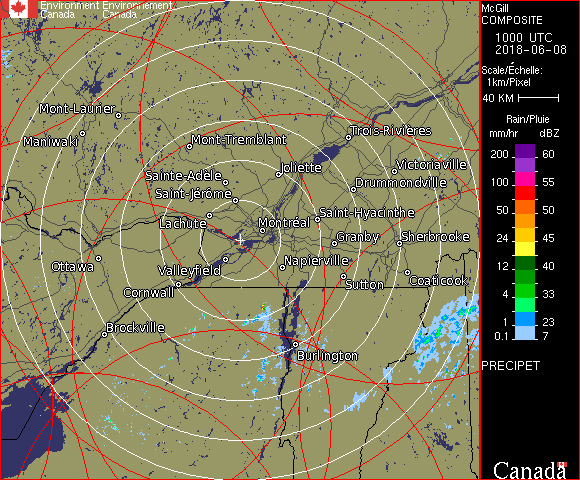 Environment Environnement
Canada Canada
McGill
COMPOSITE
1000 UTC
2018-06-08
Scale/Échelle:
1km/Pixel
40 KM
Rain/Pluie
mm/hr dBZ
200 60
100 55
50 50
24 45
12 40
4 33
1 23
0.1 7
PRECIPET
Canada
Mont-Laurier
Maniwaki
Mont-Tremblant
Trois-Rivières
Joliette
Victoriaville
Sainte-Adèle
Drummondville
Saint-Jérôme
Saint-Hyacinthe
Lachute
Montréal
Granby
Sherbrooke
Ottawa
Valleyfield
Napierville
Sutton
Coaticook
Cornwall
Brockville
Burlington